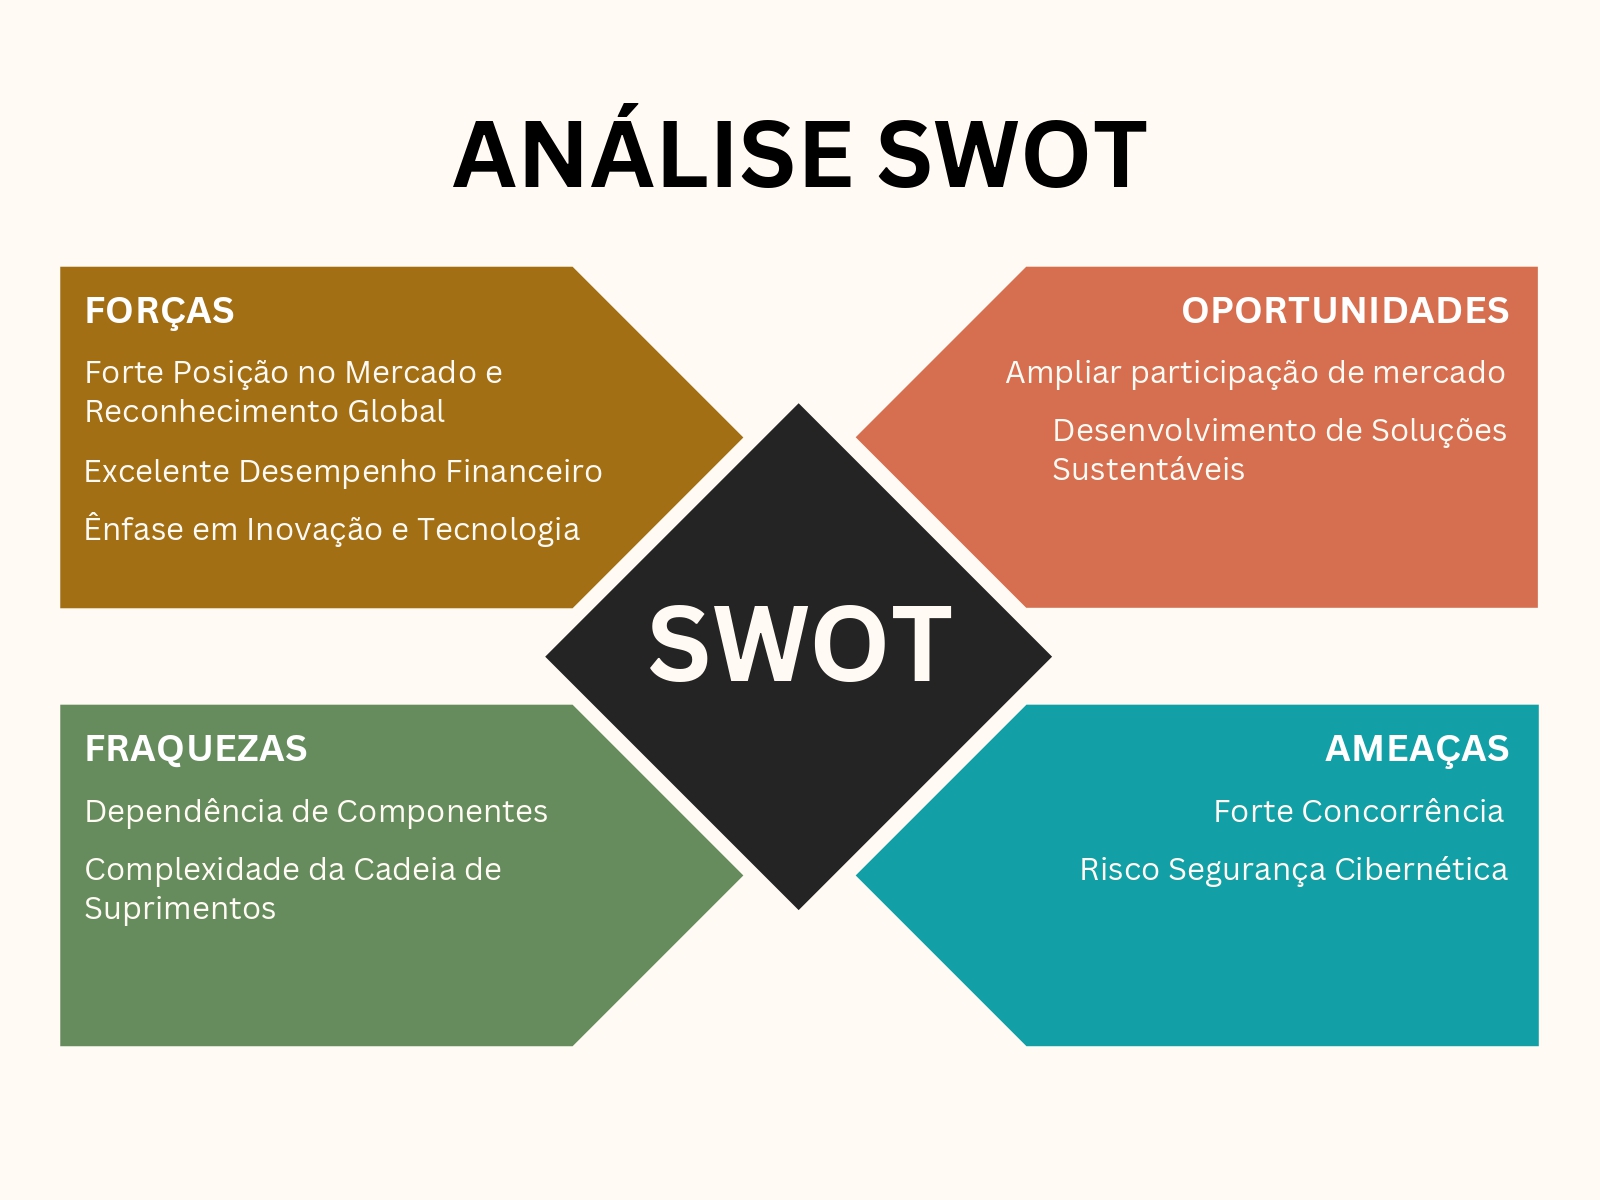 ANÁLISE SWOT
FORÇAS
Forte Posição no Mercado e
Reconhecimento Global
Excelente Desempenho Financeiro
Ênfase em Inovação e Tecnologia
OPORTUNIDADES
Ampliar participação de mercado
Desenvolvimento de Soluções
Sustentáveis
SWOT
FRAQUEZAS
Dependência de Componentes
Complexidade da Cadeia de
Suprimentos
AMEAÇAS
Forte Concorrência
Risco Segurança Cibernética